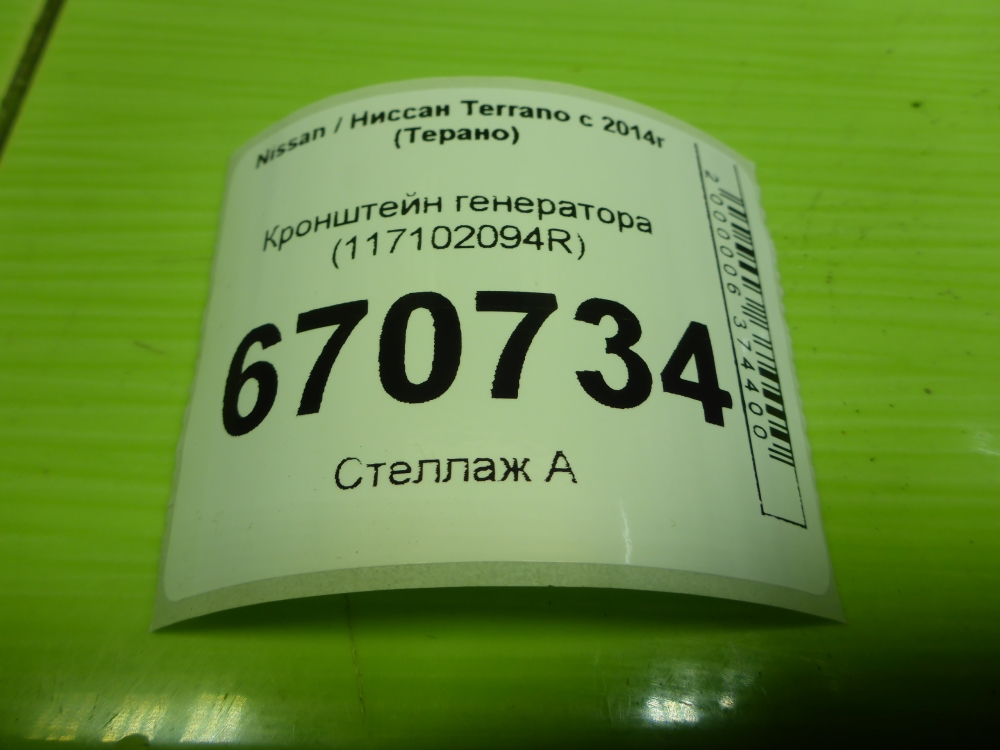 Nissan / Ниссан Terrano с 2014г
(Терано)
Кронштейн генератора
(117102094R)
670734
Стеллаж А
2000006374400